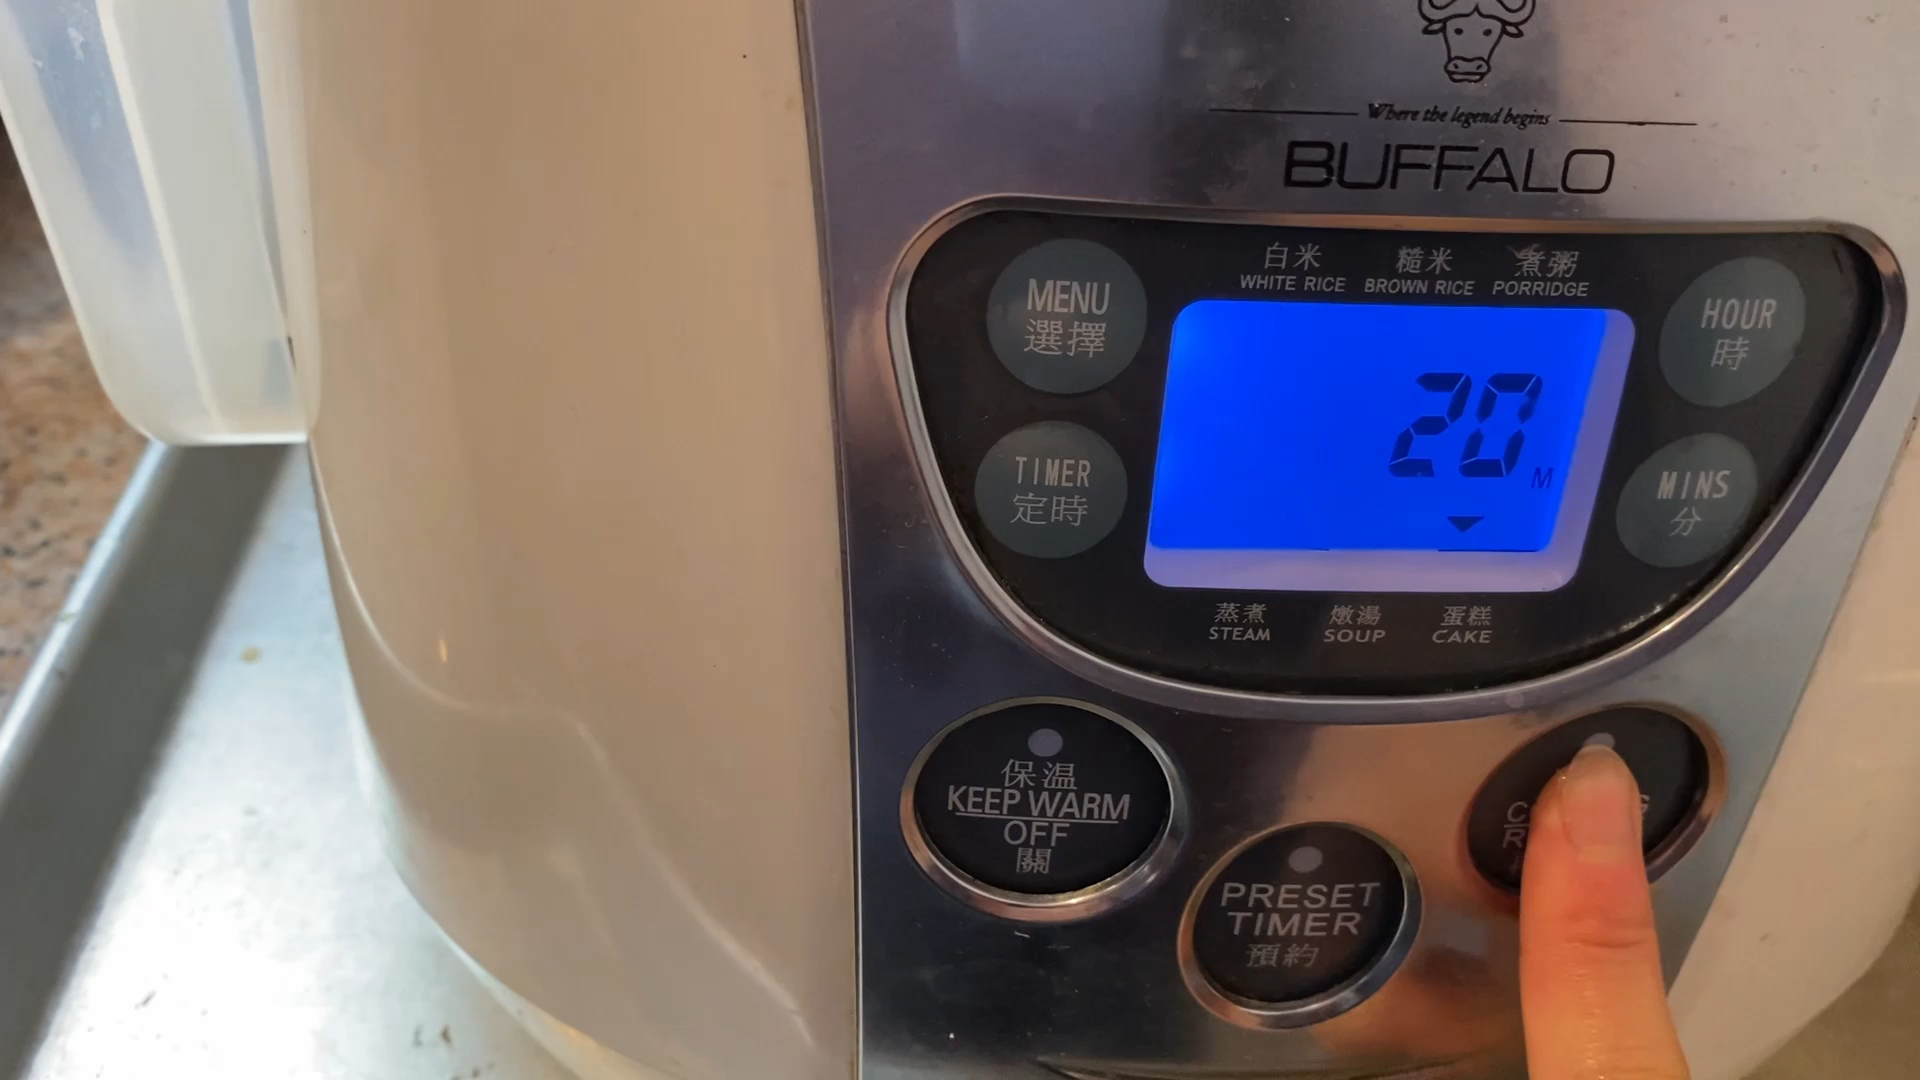 Where the legend begins
BUFFALO
白米 糙米 煮粥
WHITE RICE BROWN RICE PORRIDGE
MENU
選擇
HOUR
時
20 M
TIMER
定時
MINS
分
蒸煮 燉湯 蛋糕
STEAM SOUP CAKE
保温
KEEP WARM
OFF
關
PRESET
TIMER
預約